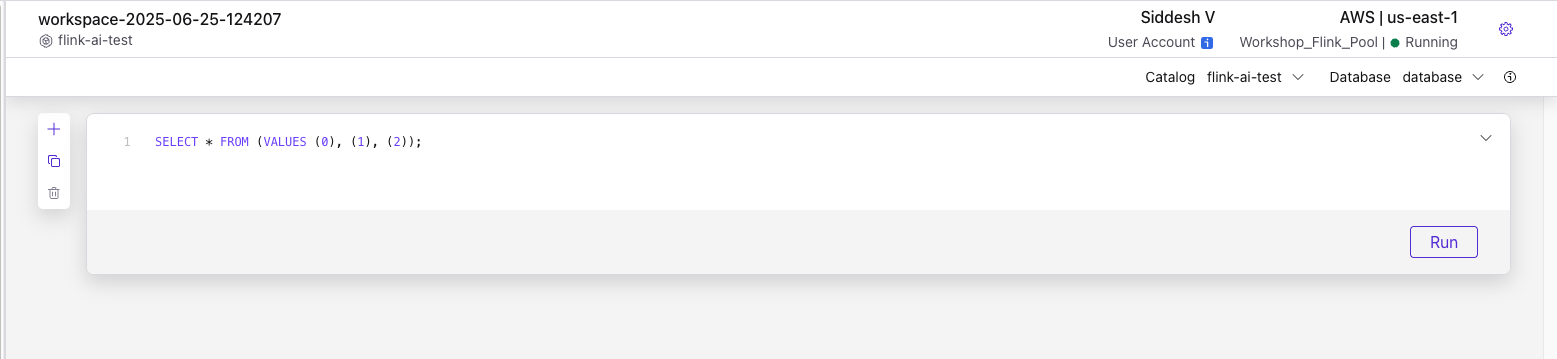 workspace-2025-06-25-124207
flink-ai-test
Siddesh V
User Account
AWS | us-east-1
Workshop_Flink_Pool | Running
Catalog flink-ai-test Database database
1 SELECT * FROM (VALUES (0), (1), (2));
Run